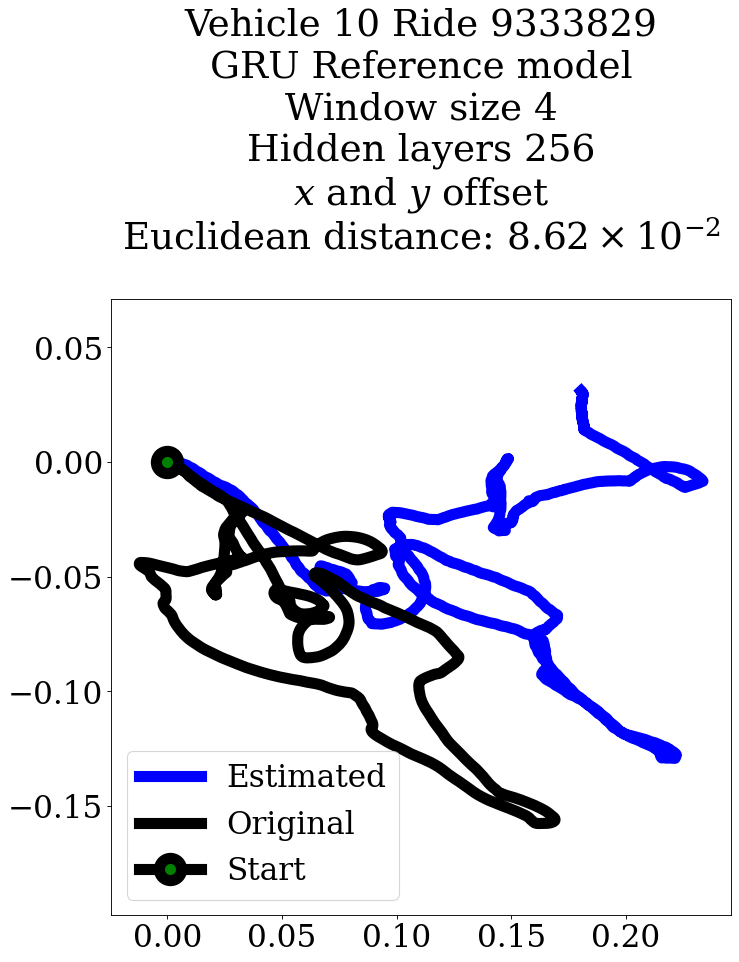 Vehicle 10 Ride 9333829
GRU Reference model
Window size 4
Hidden layers 256
x and y offset
Euclidean distance: 8.62 × 10⁻²
0.05
0.00
−0.05
−0.10
−0.15
Estimated
Original
Start
0.00 0.05 0.10 0.15 0.20